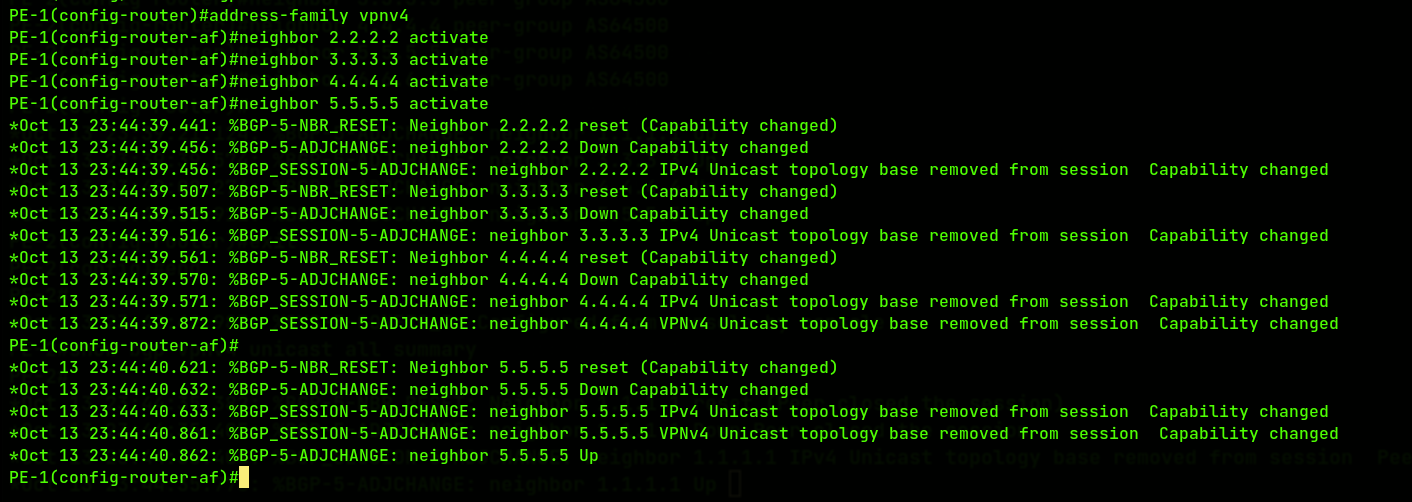 PE-1(config-router)#address-family vpnv4
PE-1(config-router-af)#neighbor 2.2.2.2 activate
PE-1(config-router-af)#neighbor 3.3.3.3 activate
PE-1(config-router-af)#neighbor 4.4.4.4 activate
PE-1(config-router-af)#neighbor 5.5.5.5 activate
*Oct 13 23:44:39.441: %BGP-5-NBR_RESET: Neighbor 2.2.2.2 reset (Capability changed)
*Oct 13 23:44:39.456: %BGP-5-ADJCHANGE: neighbor 2.2.2.2 Down Capability changed
*Oct 13 23:44:39.456: %BGP_SESSION-5-ADJCHANGE: neighbor 2.2.2.2 IPv4 Unicast topology base removed from session  Capability changed
*Oct 13 23:44:39.507: %BGP-5-NBR_RESET: Neighbor 3.3.3.3 reset (Capability changed)
*Oct 13 23:44:39.515: %BGP-5-ADJCHANGE: neighbor 3.3.3.3 Down Capability changed
*Oct 13 23:44:39.516: %BGP_SESSION-5-ADJCHANGE: neighbor 3.3.3.3 IPv4 Unicast topology base removed from session  Capability changed
*Oct 13 23:44:39.561: %BGP-5-NBR_RESET: Neighbor 4.4.4.4 reset (Capability changed)
*Oct 13 23:44:39.570: %BGP-5-ADJCHANGE: neighbor 4.4.4.4 Down Capability changed
*Oct 13 23:44:39.571: %BGP_SESSION-5-ADJCHANGE: neighbor 4.4.4.4 IPv4 Unicast topology base removed from session  Capability changed
*Oct 13 23:44:39.872: %BGP_SESSION-5-ADJCHANGE: neighbor 4.4.4.4 VPNv4 Unicast topology base removed from session  Capability changed
PE-1(config-router-af)#
*Oct 13 23:44:40.621: %BGP-5-NBR_RESET: Neighbor 5.5.5.5 reset (Capability changed)
*Oct 13 23:44:40.632: %BGP-5-ADJCHANGE: neighbor 5.5.5.5 Down Capability changed
*Oct 13 23:44:40.633: %BGP_SESSION-5-ADJCHANGE: neighbor 5.5.5.5 IPv4 Unicast topology base removed from session  Capability changed
*Oct 13 23:44:40.861: %BGP_SESSION-5-ADJCHANGE: neighbor 5.5.5.5 VPNv4 Unicast topology base removed from session  Capability changed
*Oct 13 23:44:40.862: %BGP-5-ADJCHANGE: neighbor 5.5.5.5 Up
PE-1(config-router-af)#